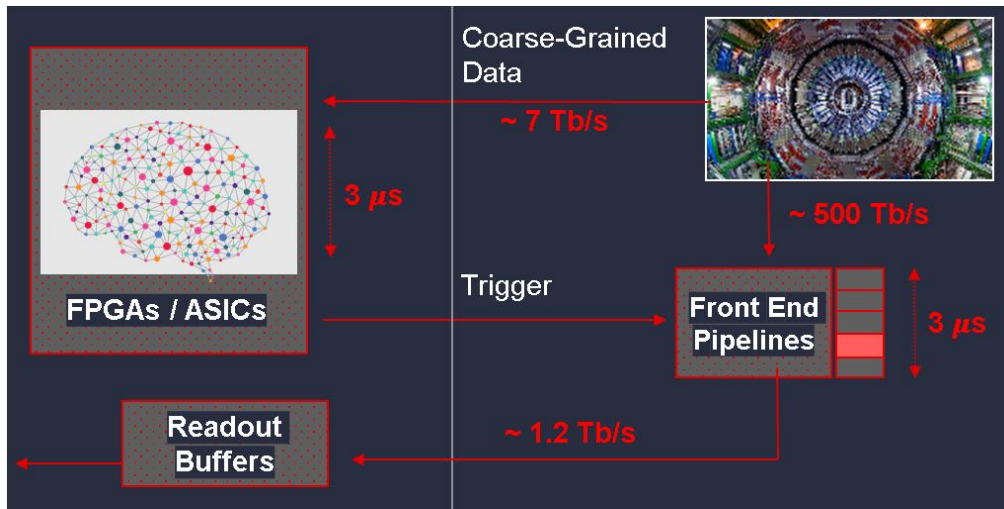 Coarse-Grained
Data
~ 7 Tb/s
3 μs
~ 500 Tb/s
FPGAs / ASICs
Trigger
Front End
Pipelines
3 μs
Readout
Buffers
~ 1.2 Tb/s